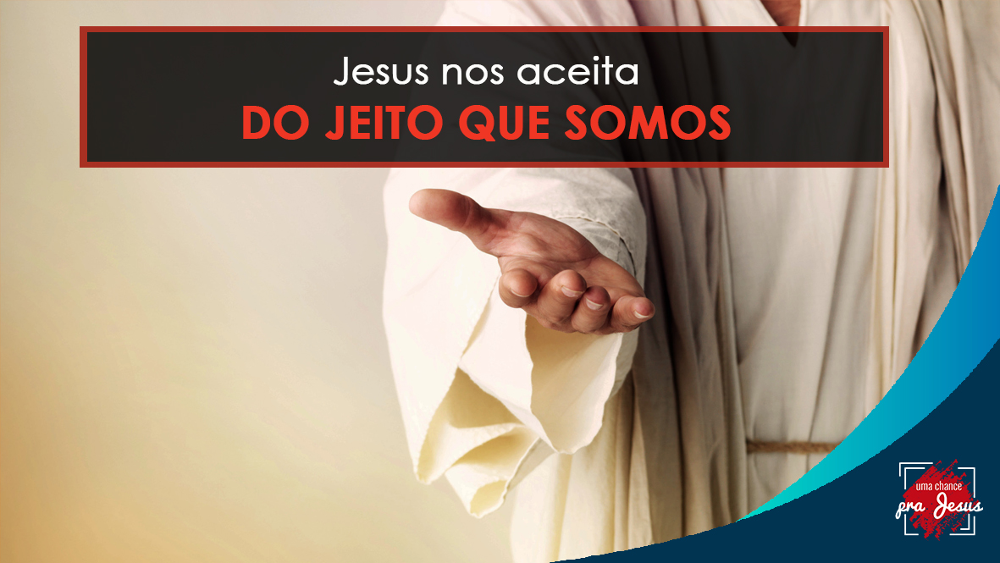 Jesus nos aceita
DO JEITO QUE SOMOS
uma chance
pra Jesus